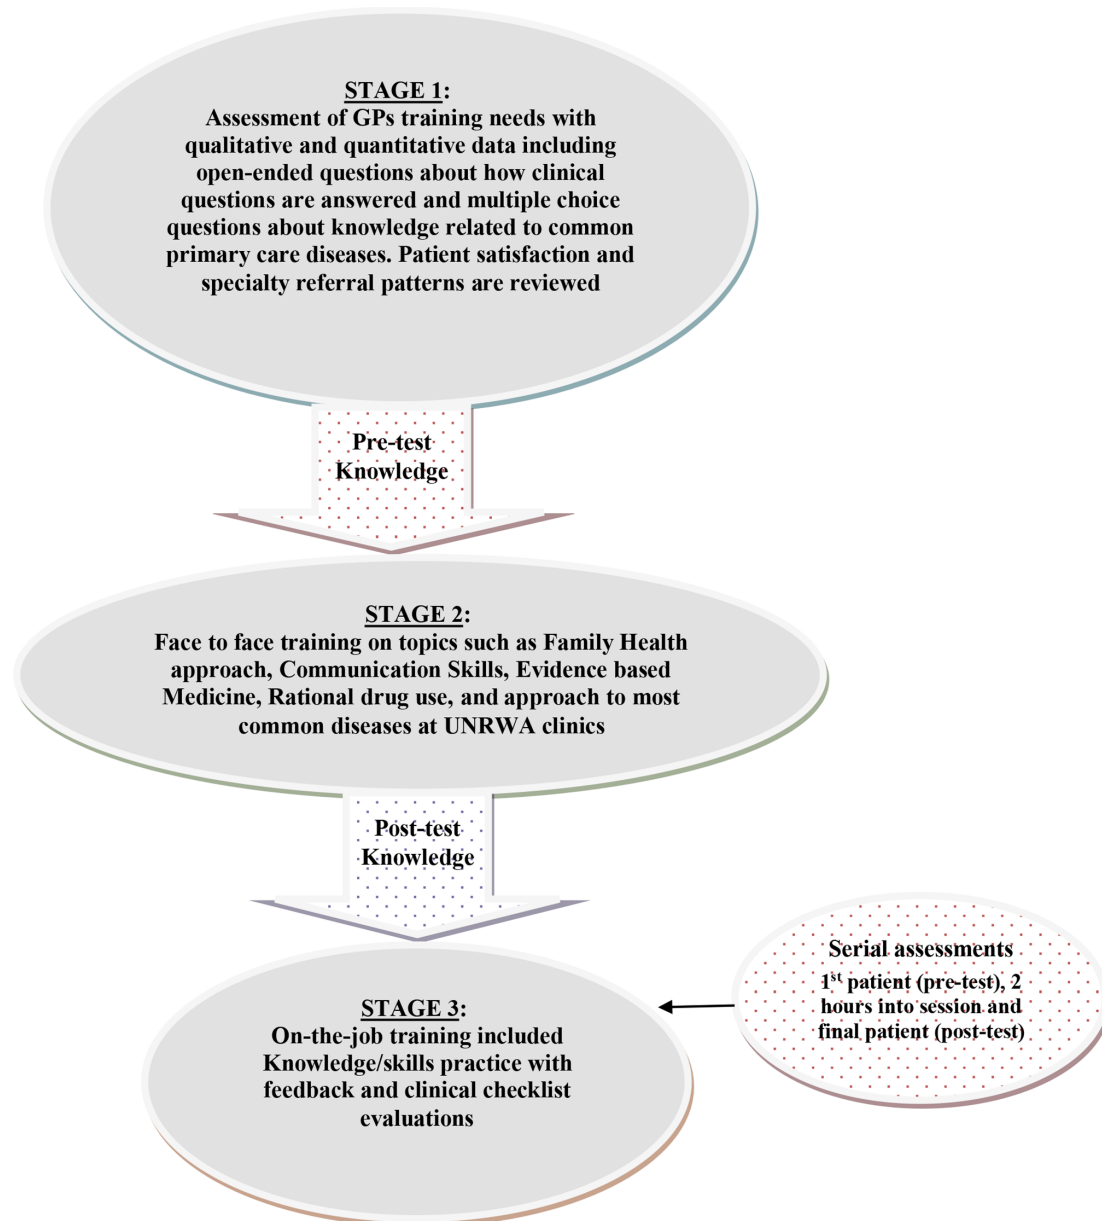 STAGE 1:
Assessment of GPs training needs with
qualitative and quantitative data including
open-ended questions about how clinical
questions are answered and multiple choice
questions about knowledge related to common
primary care diseases. Patient satisfaction and
specialty referral patterns are reviewed
Pre-test
Knowledge
STAGE 2:
Face to face training on topics such as Family Health
approach, Communication Skills, Evidence based
Medicine, Rational drug use, and approach to most
common diseases at UNRWA clinics
Post-test
Knowledge
Serial assessments
1st patient (pre-test), 2
hours into session and
final patient (post-test)
STAGE 3:
On-the-job training included
Knowledge/skills practice with
feedback and clinical checklist
evaluations